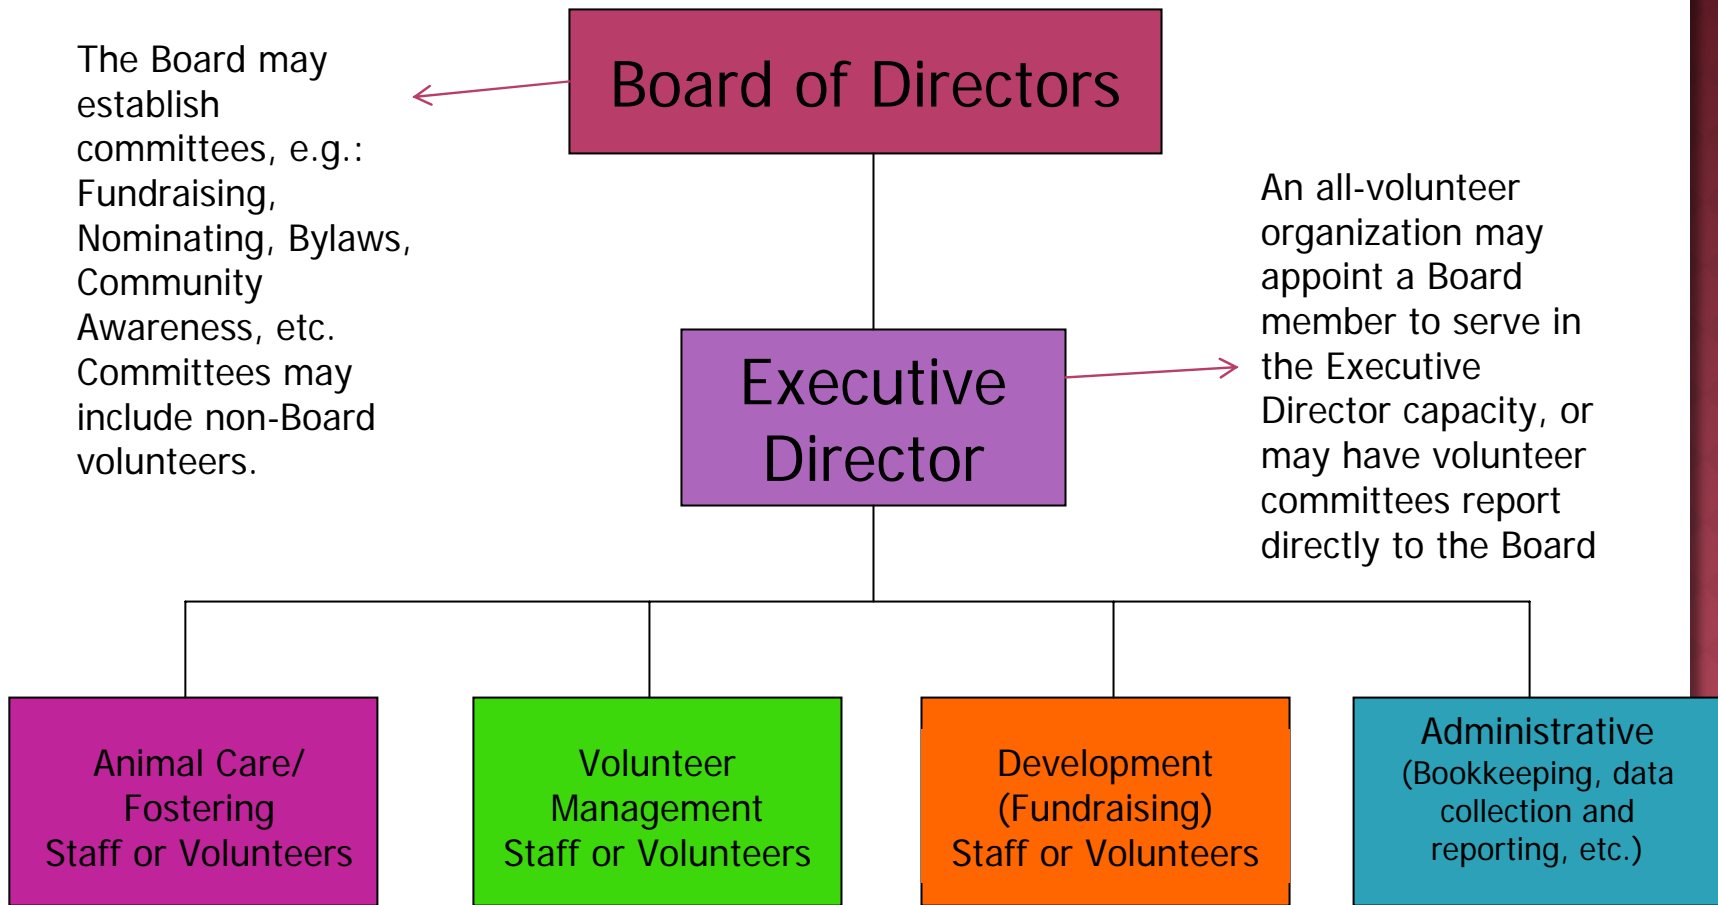 The Board may
establish
committees, e.g.:
Fundraising,
Nominating, Bylaws,
Community
Awareness, etc.
Committees may
include non-Board
volunteers.
Board of Directors
An all-volunteer
organization may
appoint a Board
member to serve in
the Executive
Director capacity, or
may have volunteer
committees report
directly to the Board
Executive
Director
Animal Care/
Fostering
Staff or Volunteers
Volunteer
Management
Staff or Volunteers
Development
(Fundraising)
Staff or Volunteers
Administrative
(Bookkeeping, data
collection and
reporting, etc.)